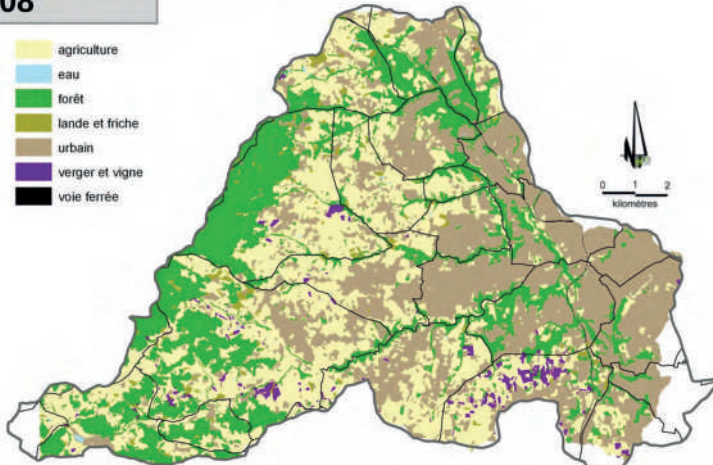 08
agriculture
eau
forêt
lande et friche
urbain
verger et vigne
voie ferrée
0 1 2
kilomètres